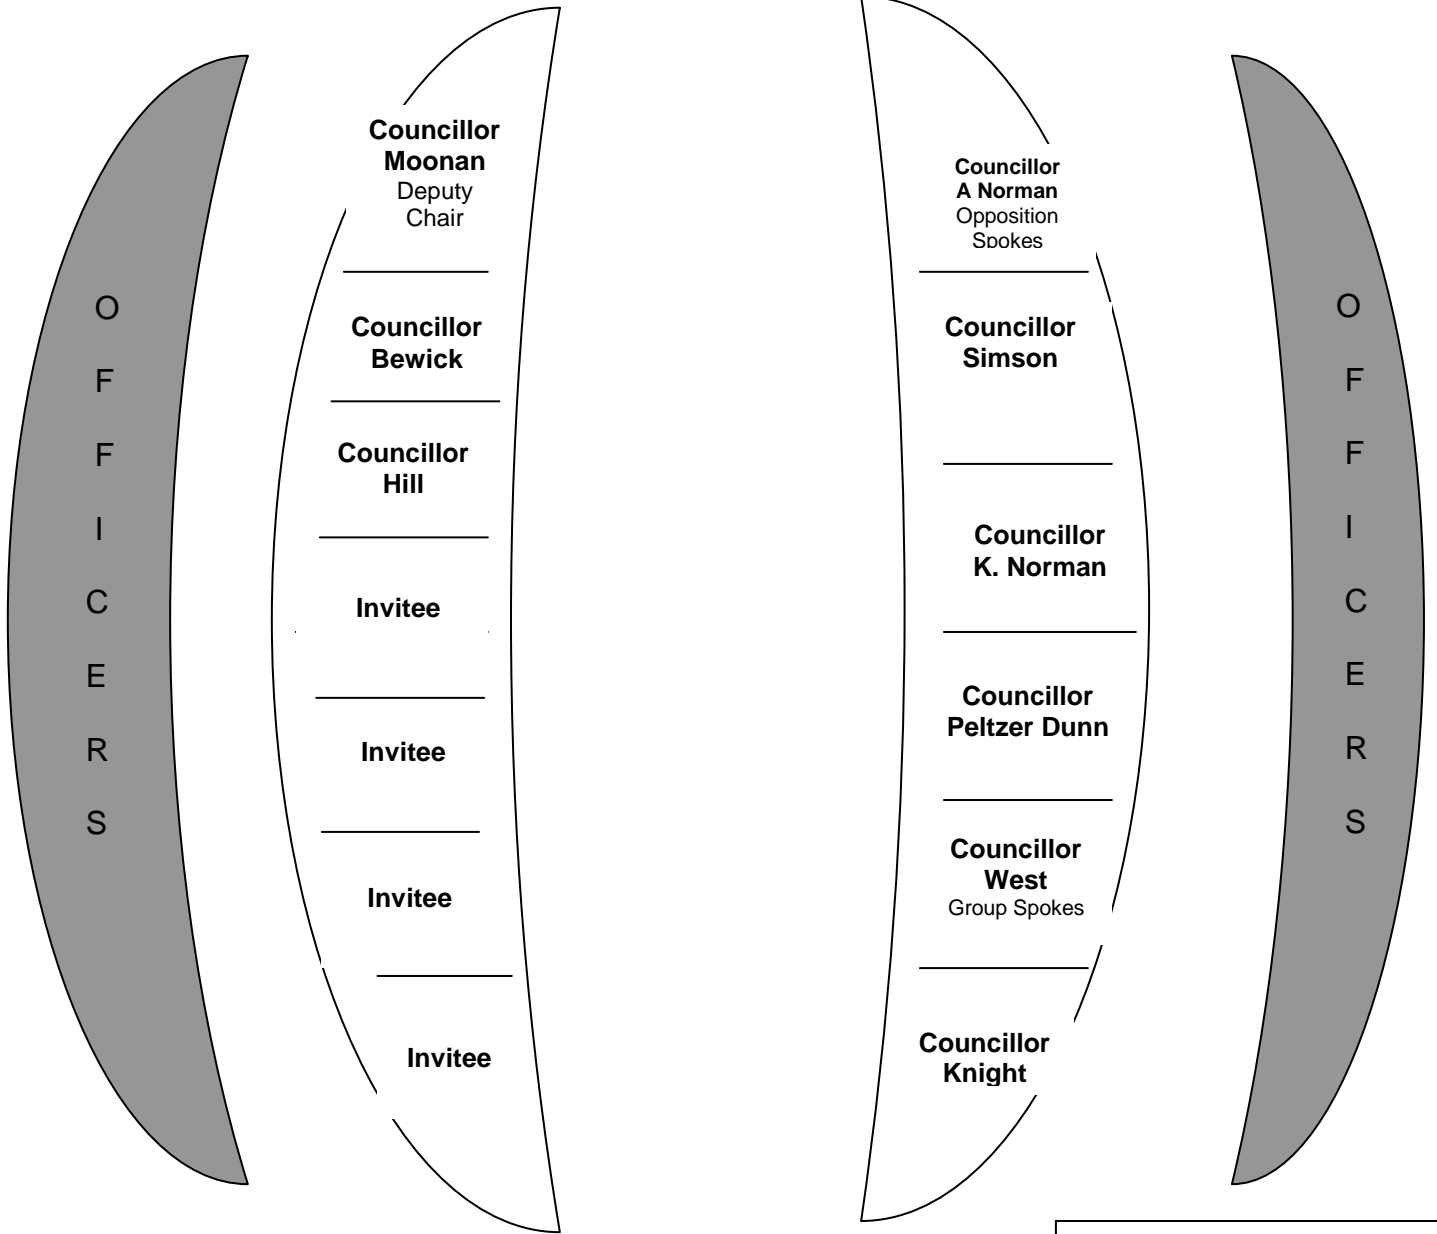 O
F
F
I
C
E
R
S
Councillor
Moonan
Deputy
Chair
Councillor
Bewick
Councillor
Hill
Invitee
Invitee
Invitee
Invitee
Councillor
A Norman
Opposition
Spokes
Councillor
Simson
Councillor
K. Norman
Councillor
Peltzer Dunn
Councillor
West
Group Spokes
Councillor
Knight
O
F
F
I
C
E
R
S